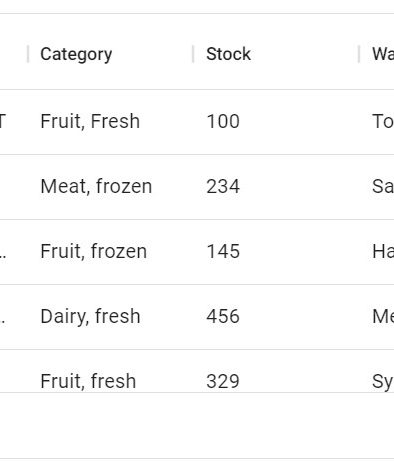 Category Stock Wa
T Fruit, Fresh 100 To
Meat, frozen 234 Sa
.. Fruit, frozen 145 Ha
. Dairy, fresh 456 Me
Fruit, fresh 329 Sy